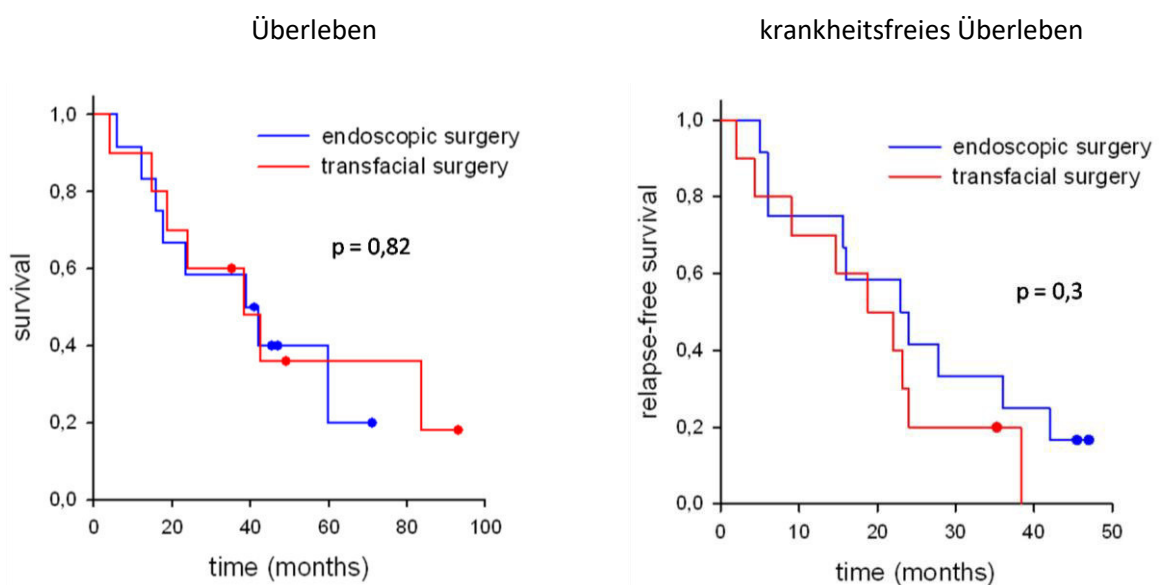 Überleben
krankheitsfreies Überleben
1,0
0,8
0,6
0,4
0,2
0,0
survival
endoscopic surgery
transfacial surgery
p = 0,82
0 20 40 60 80 100
time (months)
1,0
0,8
0,6
0,4
0,2
0.0
relapse-free survival
endoscopic surgery
transfacial surgery
p = 0,3
0 10 20 30 40 50
time (months)